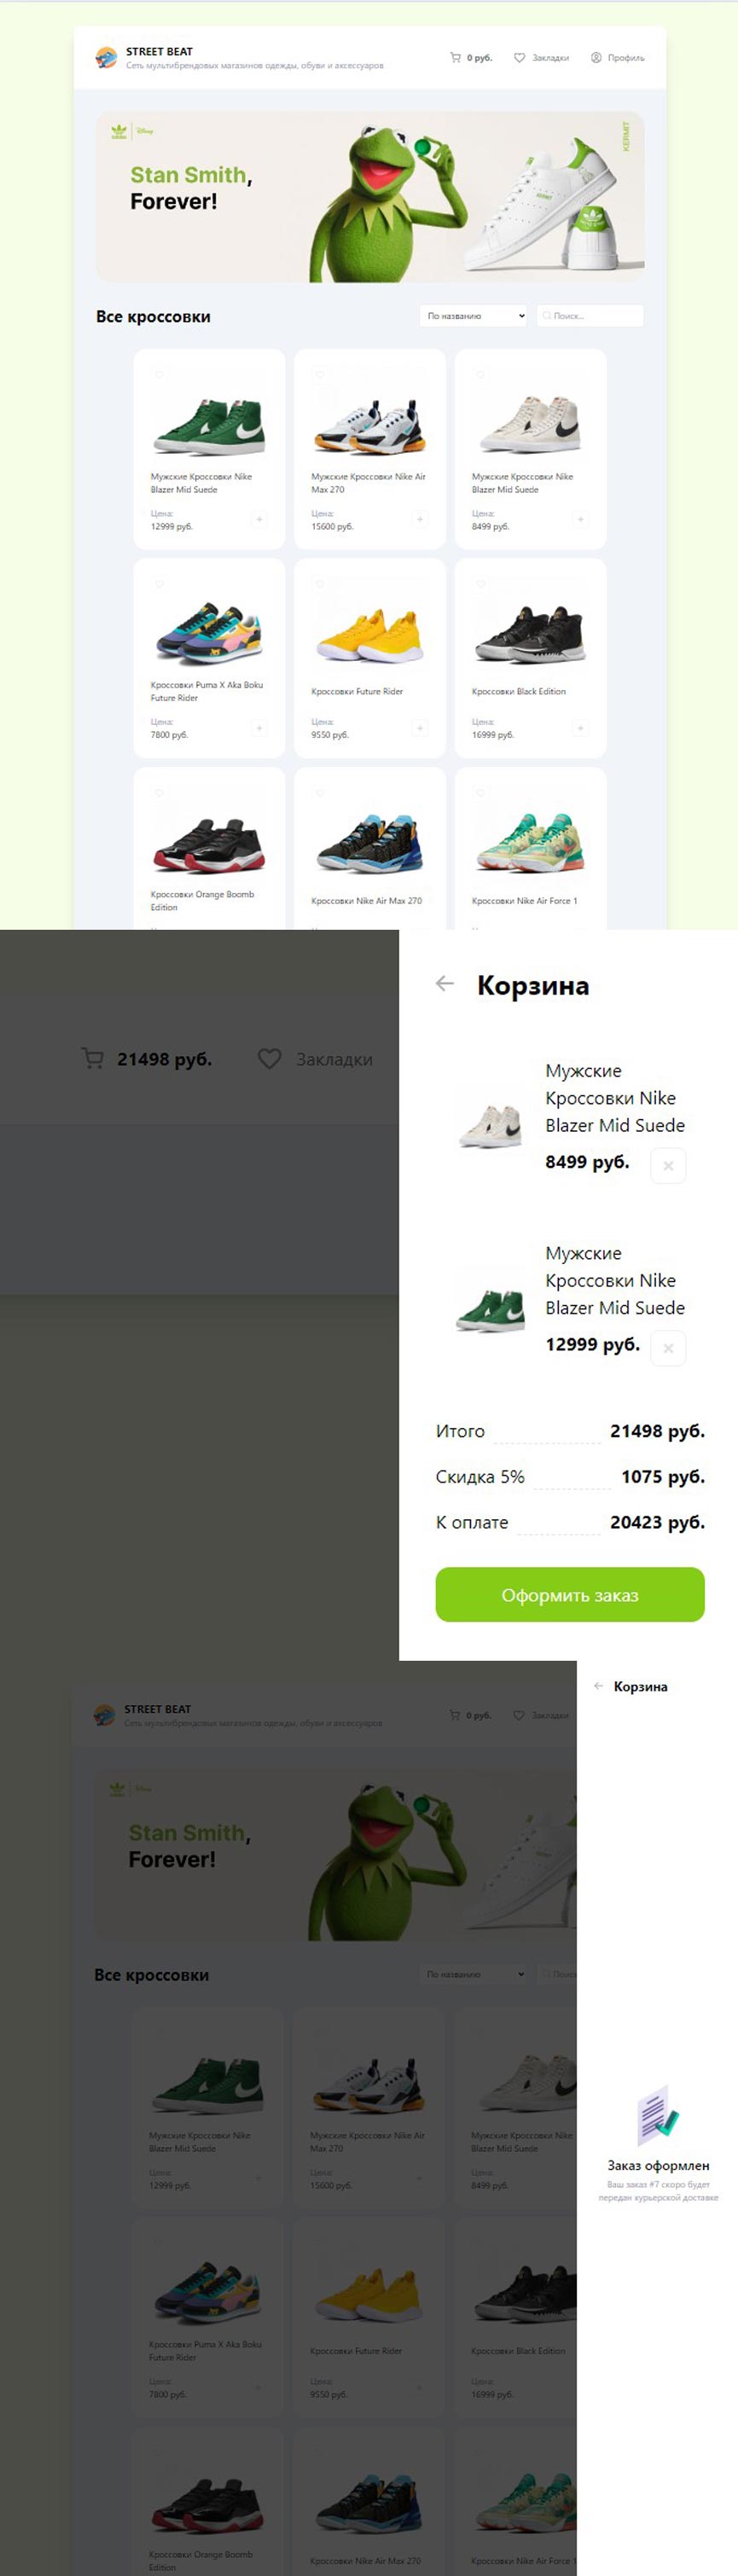 STREET BEAT
Сеть мультибрендовых магазинов одежды, обуви и аксессуаров
0 руб.
Закладки
Профиль
Disney
Stan Smith,
Forever!
KERMIT
Все кроссовки
По названию
Поиск...
Мужские Кроссовки Nike
Blazer Mid Suede
Цена:
12999 руб.
Мужские Кроссовки Nike Air
Max 270
Цена:
15600 руб.
Мужские Кроссовки Nike
Blazer Mid Suede
Цена:
8499 руб.
Кроссовки Puma X Aka Boku
Future Rider
Цена:
7800 руб.
Кроссовки Future Rider
Цена:
9550 руб.
Кроссовки Black Edition
Цена:
16999 руб.
Кроссовки Orange Boomb
Edition
Кроссовки Nike Air Max 270
Кроссовки Nike Air Force 1
21498 руб.
Закладки
Корзина
Мужские
Кроссовки Nike
Blazer Mid Suede
8499 руб.
Мужские
Кроссовки Nike
Blazer Mid Suede
12999 руб.
Итого 21498 руб.
Скидка 5% 1075 руб.
К оплате 20423 руб.
Оформить заказ
STREET BEAT
Сеть мультибрендовых магазинов одежды, обуви и аксессуаров
0 руб.
Закладки
Корзина
Stan Smith,
Forever!
Все кроссовки
По названию
Поиск
Мужские Кроссовки Nike
Blazer Mid Suede
Цена:
12999 руб.
Мужские Кроссовки Nike Air
Max 270
Цена:
15600 руб.
Мужские Кроссовки Nike
Blazer Mid Suede
Цена:
8499 руб.
Заказ оформлен
Ваш заказ #7 скоро будет
передан курьерской доставке
Кроссовки Puma X Aka Boku
Future Rider
Цена:
7800 руб.
Кроссовки Future Rider
Цена:
9550 руб.
Кроссовки Black Edition
Цена:
16999 руб.
Кроссовки Orange Boomb
Edition
Кроссовки Nike Air Max 270
Кроссовки Nike Air Force 1